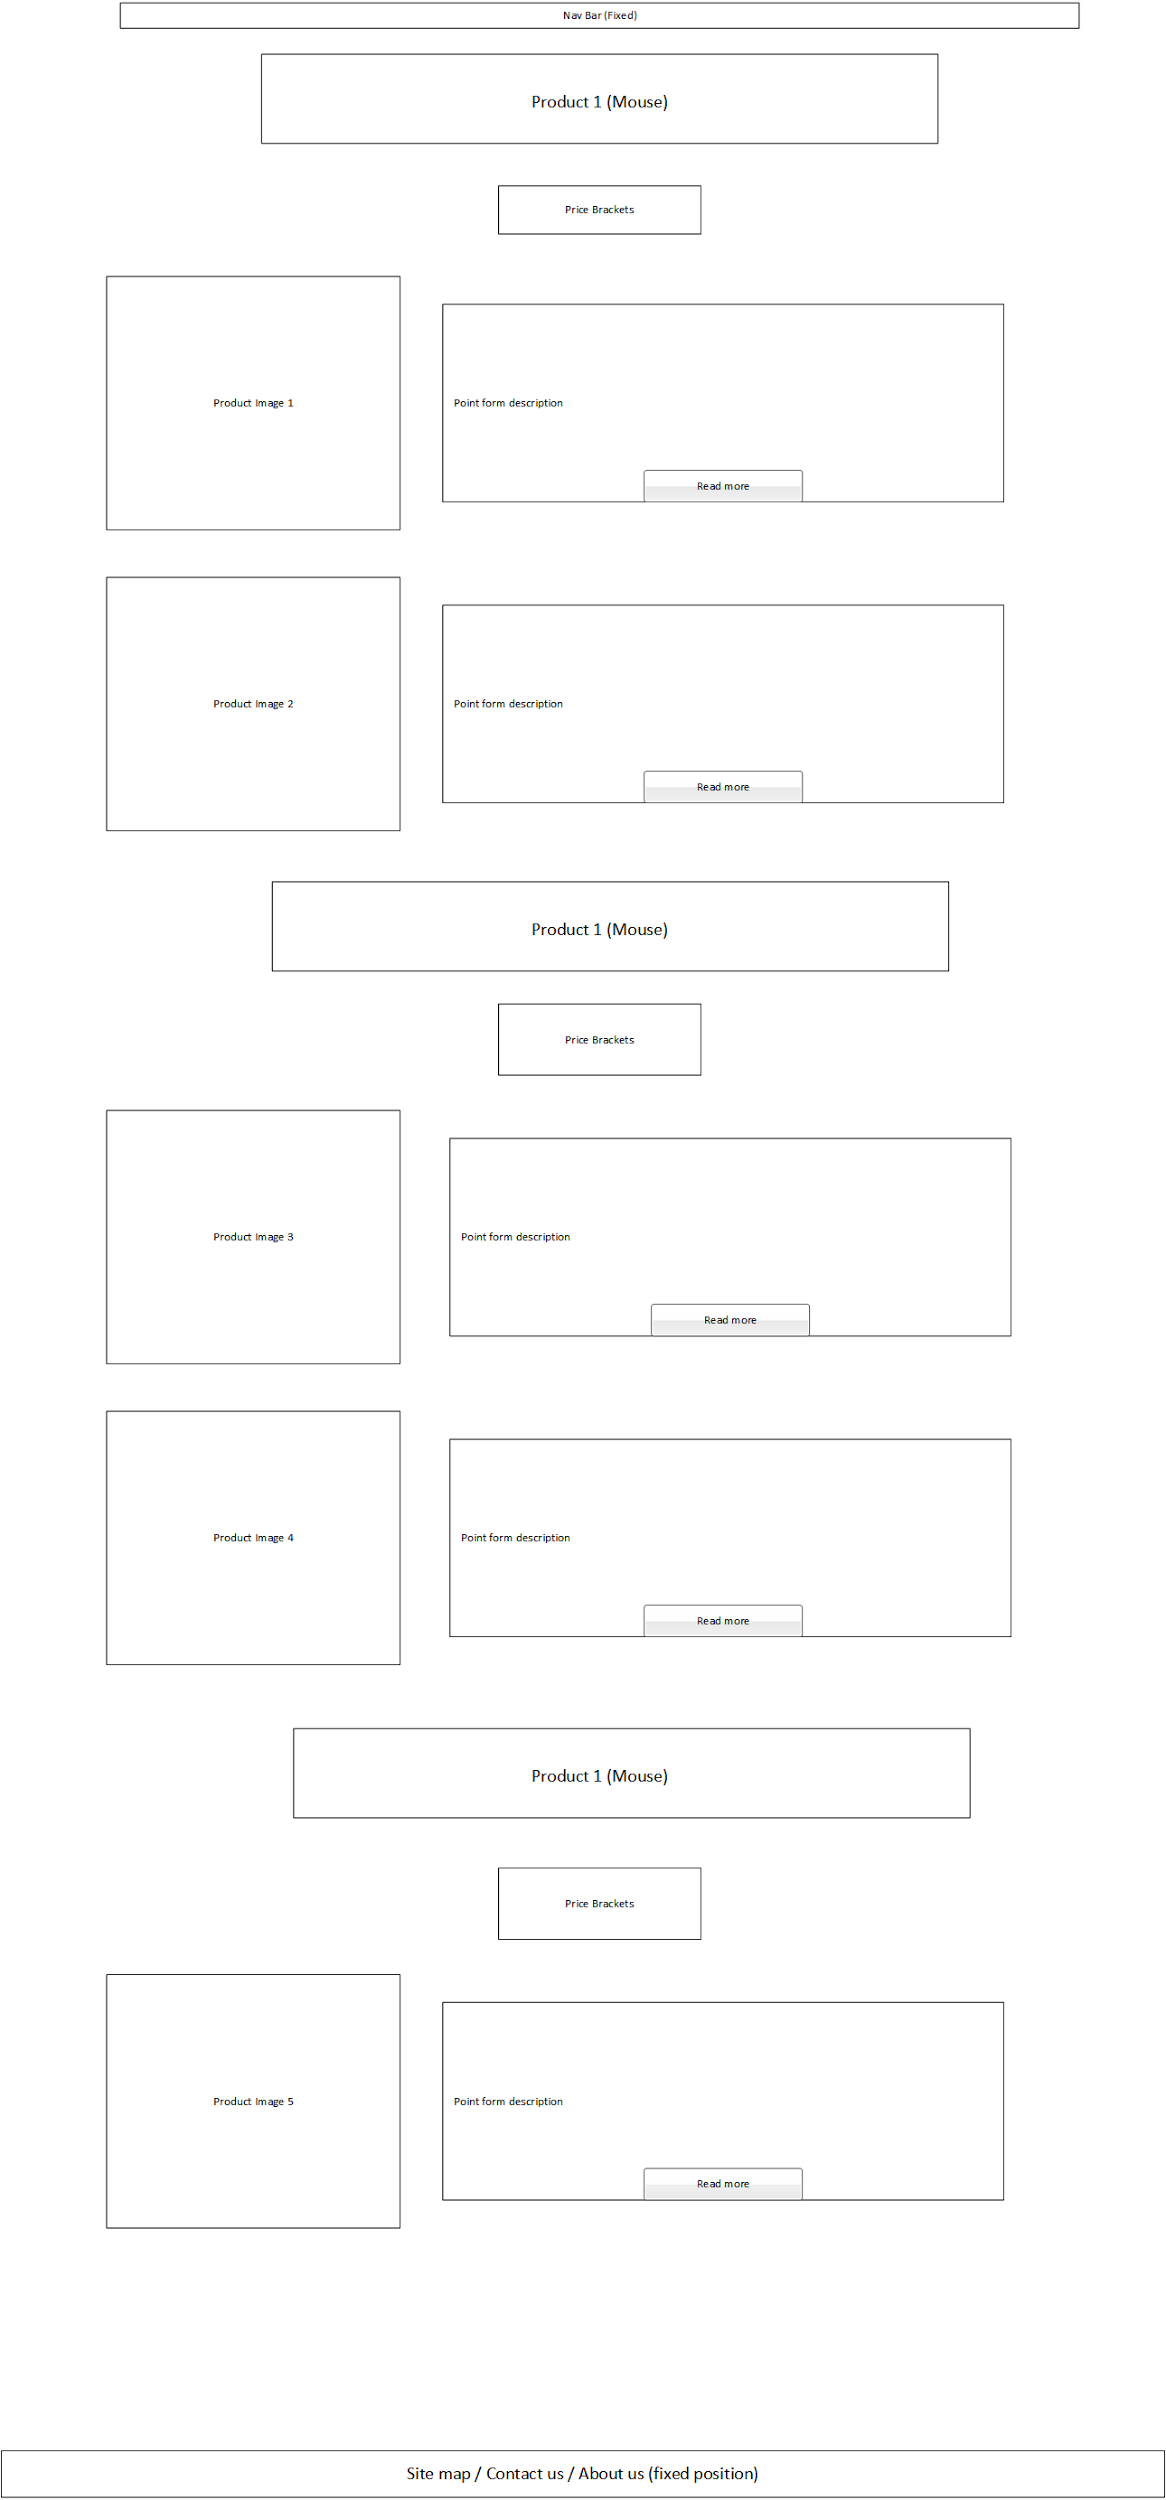 Nav Bar (Fixed)
Product 1 (Mouse)
Price Brackets
Product Image 1
Point form description
Read more
Product Image 2
Point form description
Read more
Product 1 (Mouse)
Price Brackets
Product Image 3
Point form description
Read more
Product Image 4
Point form description
Read more
Product 1 (Mouse)
Price Brackets
Product Image 5
Point form description
Read more
Site map / Contact us / About us (fixed position)